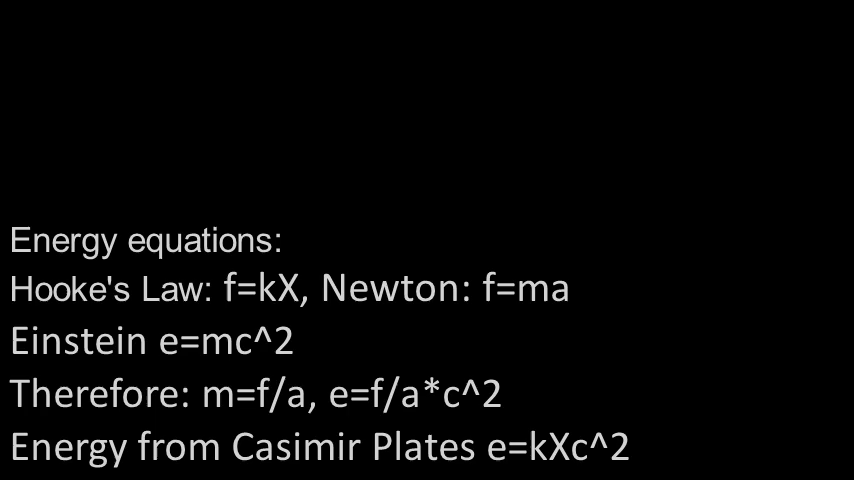 Energy equations:
Hooke's Law: f=kX, Newton: f=ma
Einstein e=mc^2
Therefore: m=f/a, e=f/a*c^2
Energy from Casimir Plates e=kXc^2